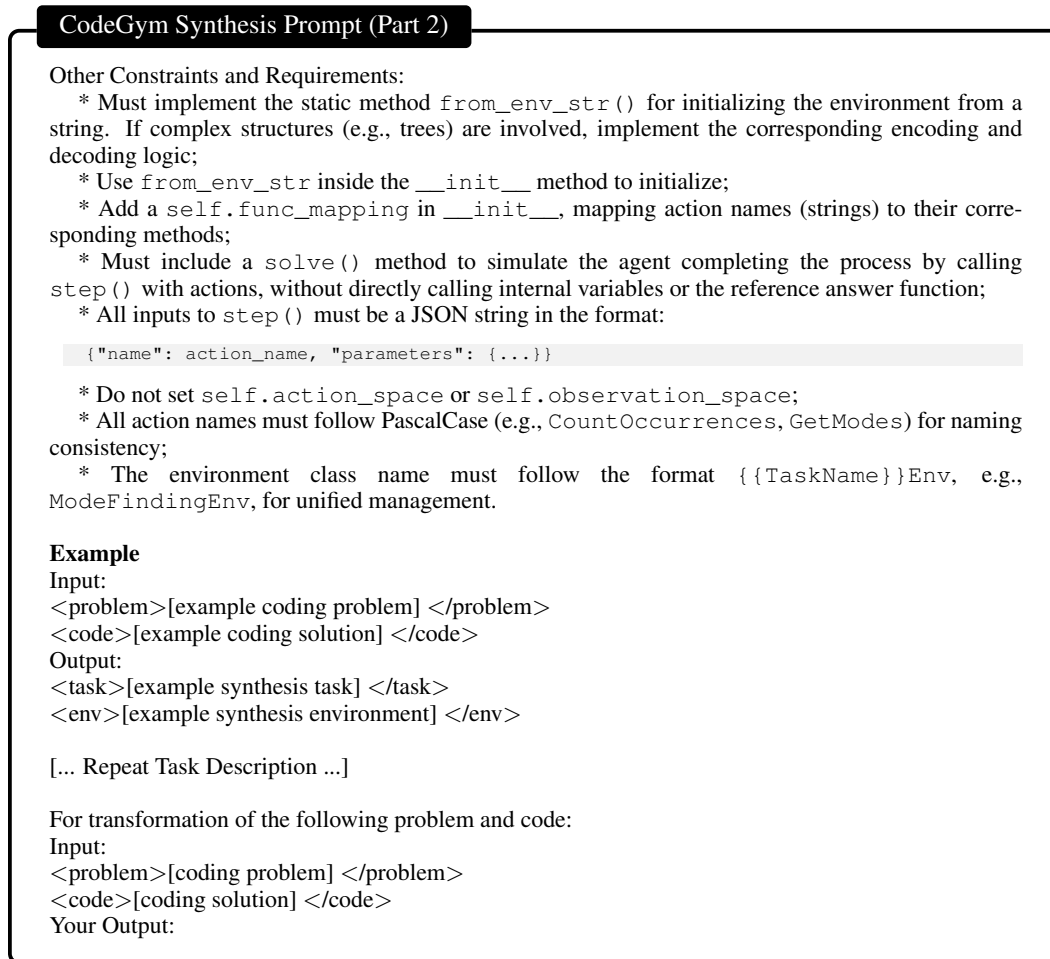 CodeGym Synthesis Prompt (Part 2)
Other Constraints and Requirements:
* Must implement the static method from_env_str() for initializing the environment from a
string. If complex structures (e.g., trees) are involved, implement the corresponding encoding and
decoding logic;
* Use from_env_str inside the __init__ method to initialize;
* Add a self.func_mapping in __init__, mapping action names (strings) to their corre-
sponding methods;
* Must include a solve() method to simulate the agent completing the process by calling
step() with actions, without directly calling internal variables or the reference answer function;
* All inputs to step() must be a JSON string in the format:
{"name": action_name, "parameters": {...}}
* Do not set self.action_space or self.observation_space;
* All action names must follow PascalCase (e.g., CountOccurrences, GetModes) for naming
consistency;
* The environment class name must follow the format {{TaskName}}Env, e.g.,
ModeFindingEnv, for unified management.
Example
Input:
<problem>[example coding problem] </problem>
<code>[example coding solution] </code>
Output:
<task>[example synthesis task] </task>
<env>[example synthesis environment] </env>
[... Repeat Task Description ...]
For transformation of the following problem and code:
Input:
<problem>[coding problem] </problem>
<code>[coding solution] </code>
Your Output: